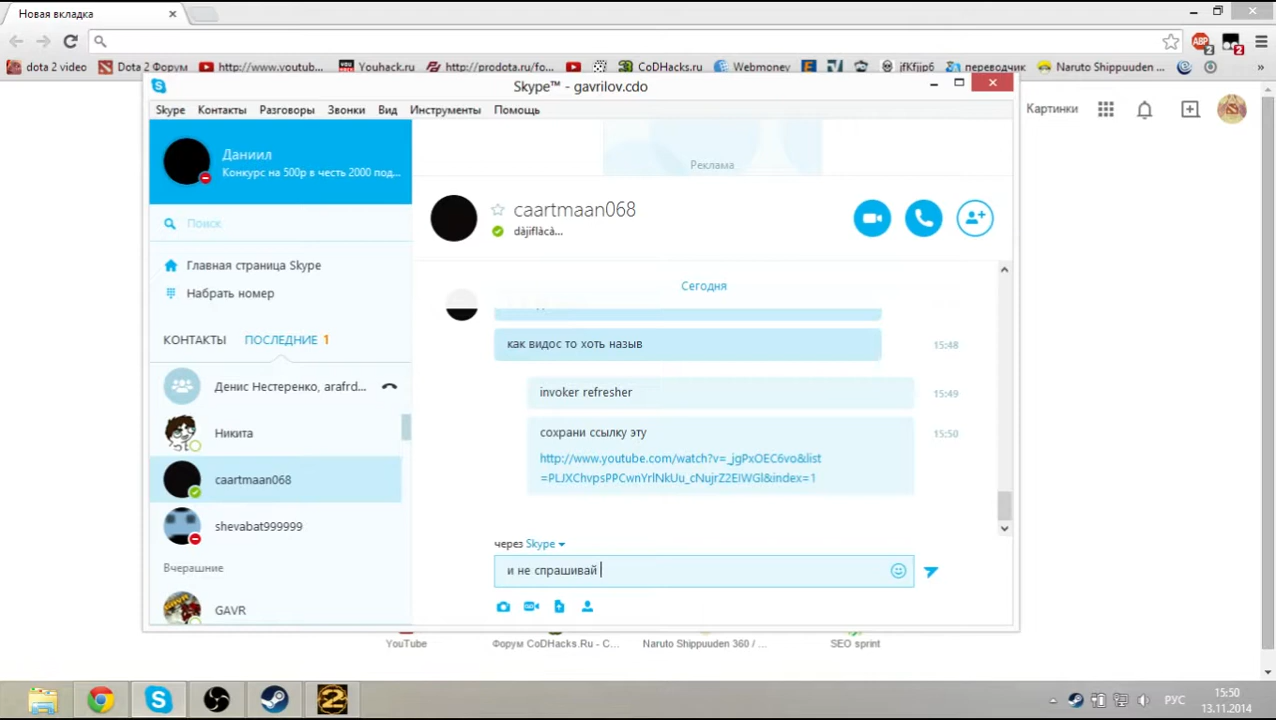 Новая вкладка
2
2
dota 2 video
Dota 2 Форум
http://www.youtub...
Youhack.ru
http://prodota.ru/fo...
CoDHacks.ru
Webmoney
jfKfjjp6
переводчик
Naruto Shippuuden ...
»
Skype™ - gavrilov.cdo
Картинки
Skype
Контакты
Разговоры
Звонки
Вид
Инструменты
Помощь
Даниил
Конкурс на 500р в честь 2000 под...
Поиск
Главная страница Skype
Набрать номер
КОНТАКТЫ
ПОСЛЕДНИЕ 1
Денис Нестеренко, arafrd...
Никита
caartmaan068
shevabat999999
Вчерашние
GAVR
Реклама
caartmaan068
Сегодня
как видос то хоть назыв
15:48
invoker refresher
15:49
сохрани ссылку эту
15:50
http://www.youtube.com/watch?v=_jgPxOEC6vo&list
=PLJXChvpsPPCwnYrlNkUu_cNujrZ2EIWGl&index=1
через Skype
и не спрашивай
YouTube
Форум CoDHacks.Ru - C...
Naruto Shippuuden 360 / ...
SEO sprint
РУС
15:50
13.11.2014